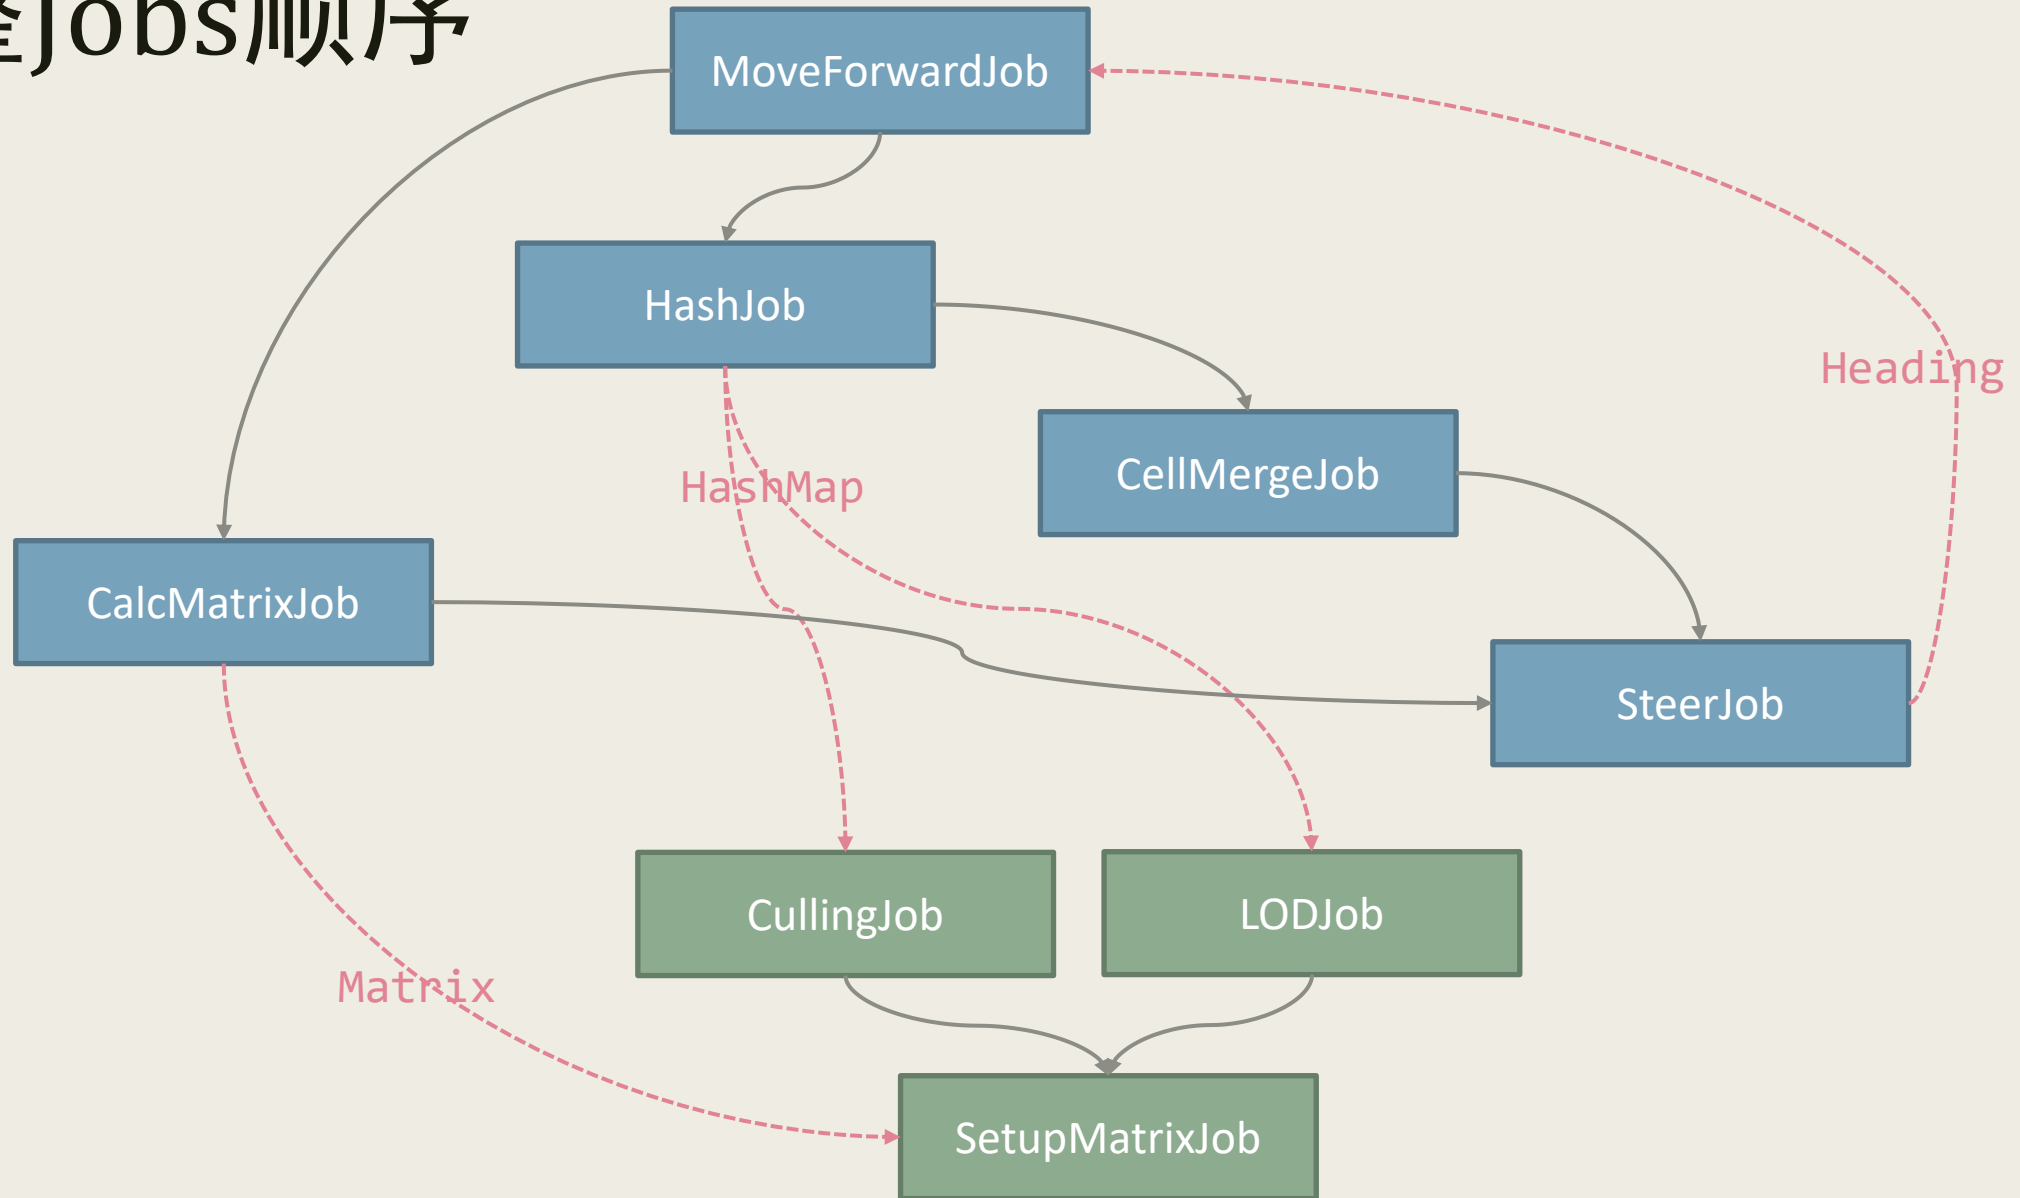 Jobs顺序
MoveForwardJob
HashJob
Heading
CellMergeJob
HashMap
CalcMatrixJob
SteerJob
CullingJob
LODJob
Matrix
SetupMatrixJob